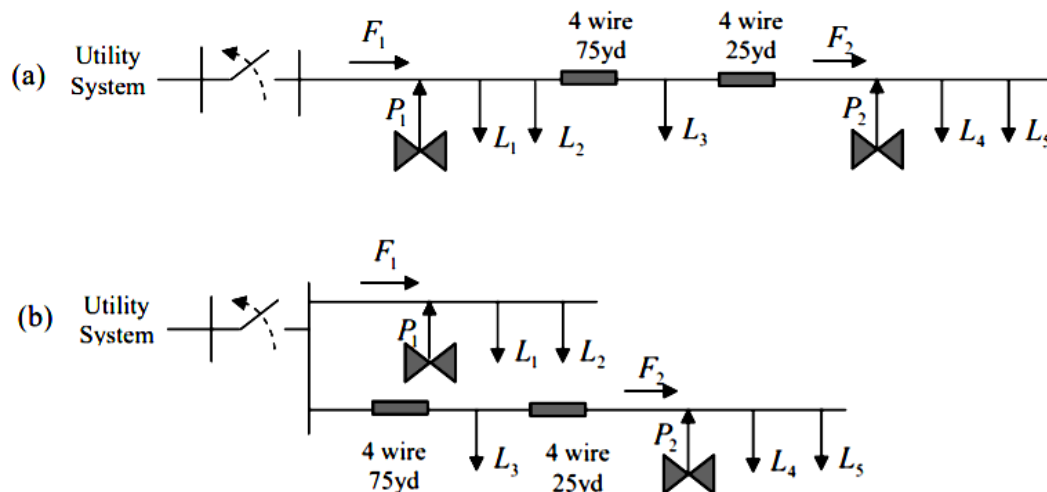 (a)
Utility
System
F₁
P₁
L₁
L₂
4 wire
75yd
L₃
4 wire
25yd
F₂
P₂
L₄
L₅
(b)
Utility
System
F₁
P₁
L₁
L₂
4 wire
75yd
L₃
4 wire
25yd
F₂
P₂
L₄
L₅